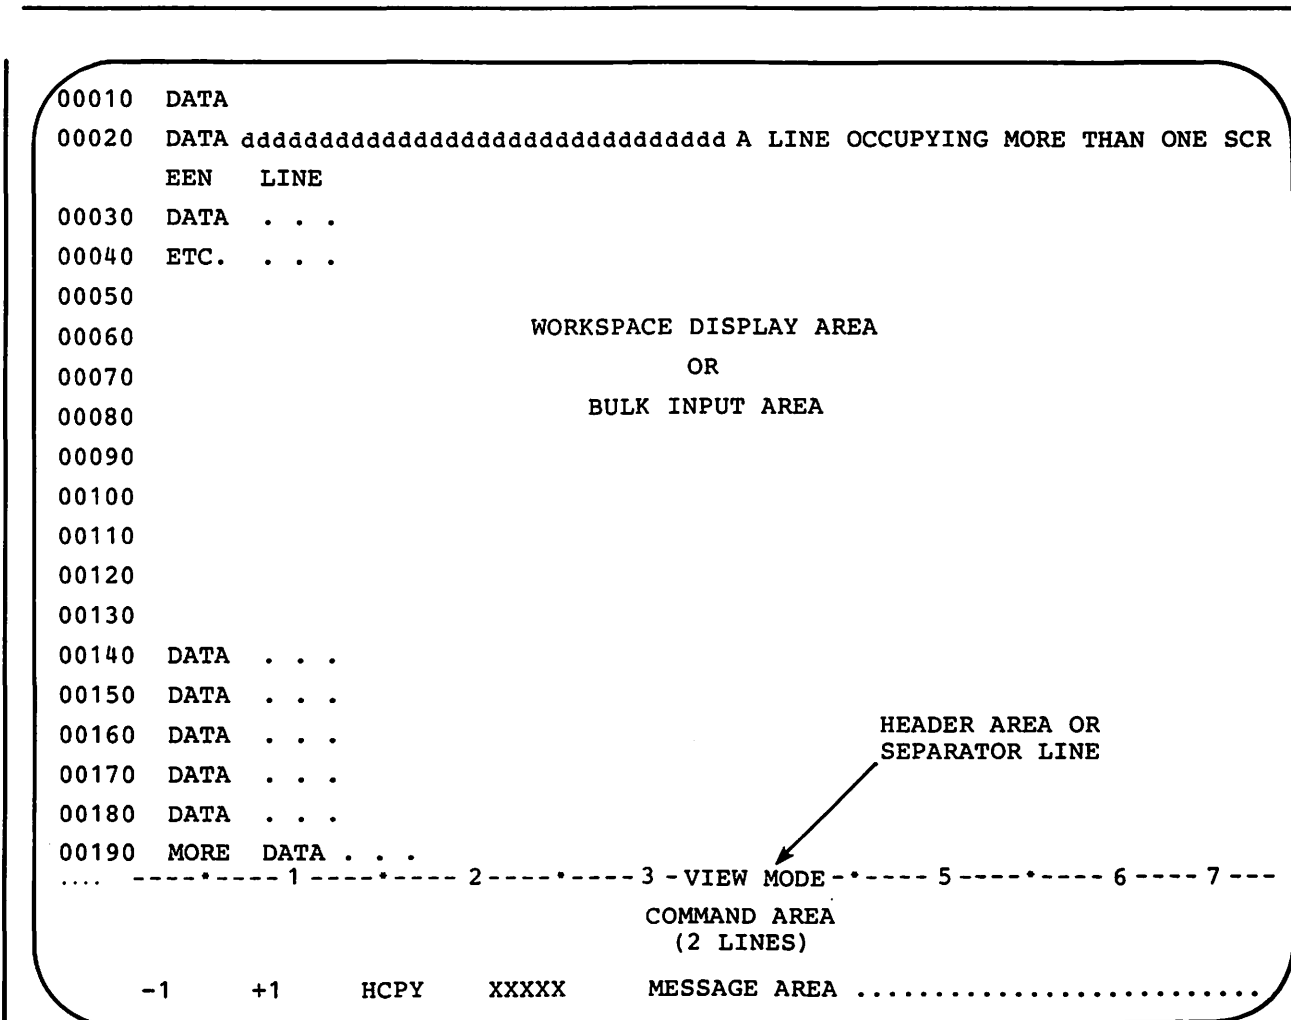 00010 DATA
00020 DATA ddddddddddddddddddddddddddddddd A LINE OCCUPYING MORE THAN ONE SCR
EEN LINE
00030 DATA . . .
00040 ETC. . . .
00050
00060 WORKSPACE DISPLAY AREA
00070 OR
00080 BULK INPUT AREA
00090
00100
00110
00120
00130
00140 DATA . . .
00150 DATA . . .
00160 DATA . . .
HEADER AREA OR
SEPARATOR LINE
00170 DATA . . .
00180 DATA . . .
00190 MORE DATA . . .
.... ----*---- 1 ----*---- 2 ----*---- 3 -VIEW MODE-*---- 5 ----*---- 6 ---- 7 ---
COMMAND AREA
(2 LINES)
-1 +1 HCPY XXXXX MESSAGE AREA ..........................